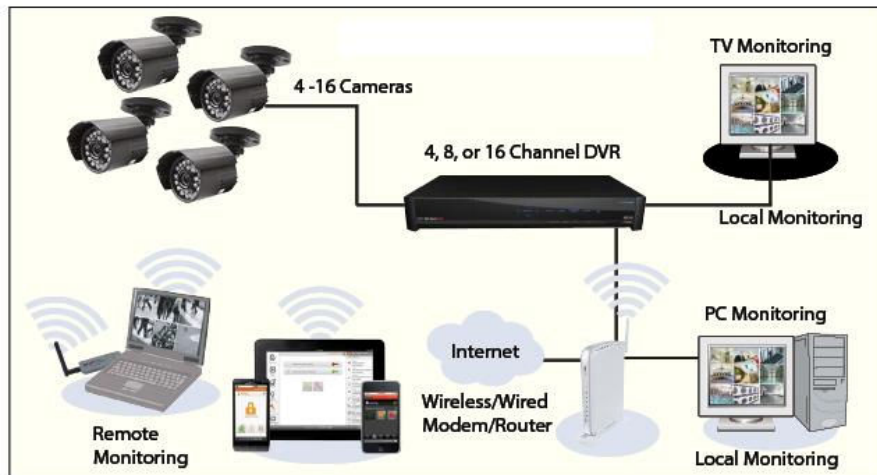 TV Monitoring
4 -16 Cameras
4, 8, or 16 Channel DVR
Local Monitoring
PC Monitoring
Internet
Wireless/Wired
Modem/Router
Remote
Monitoring
Local Monitoring